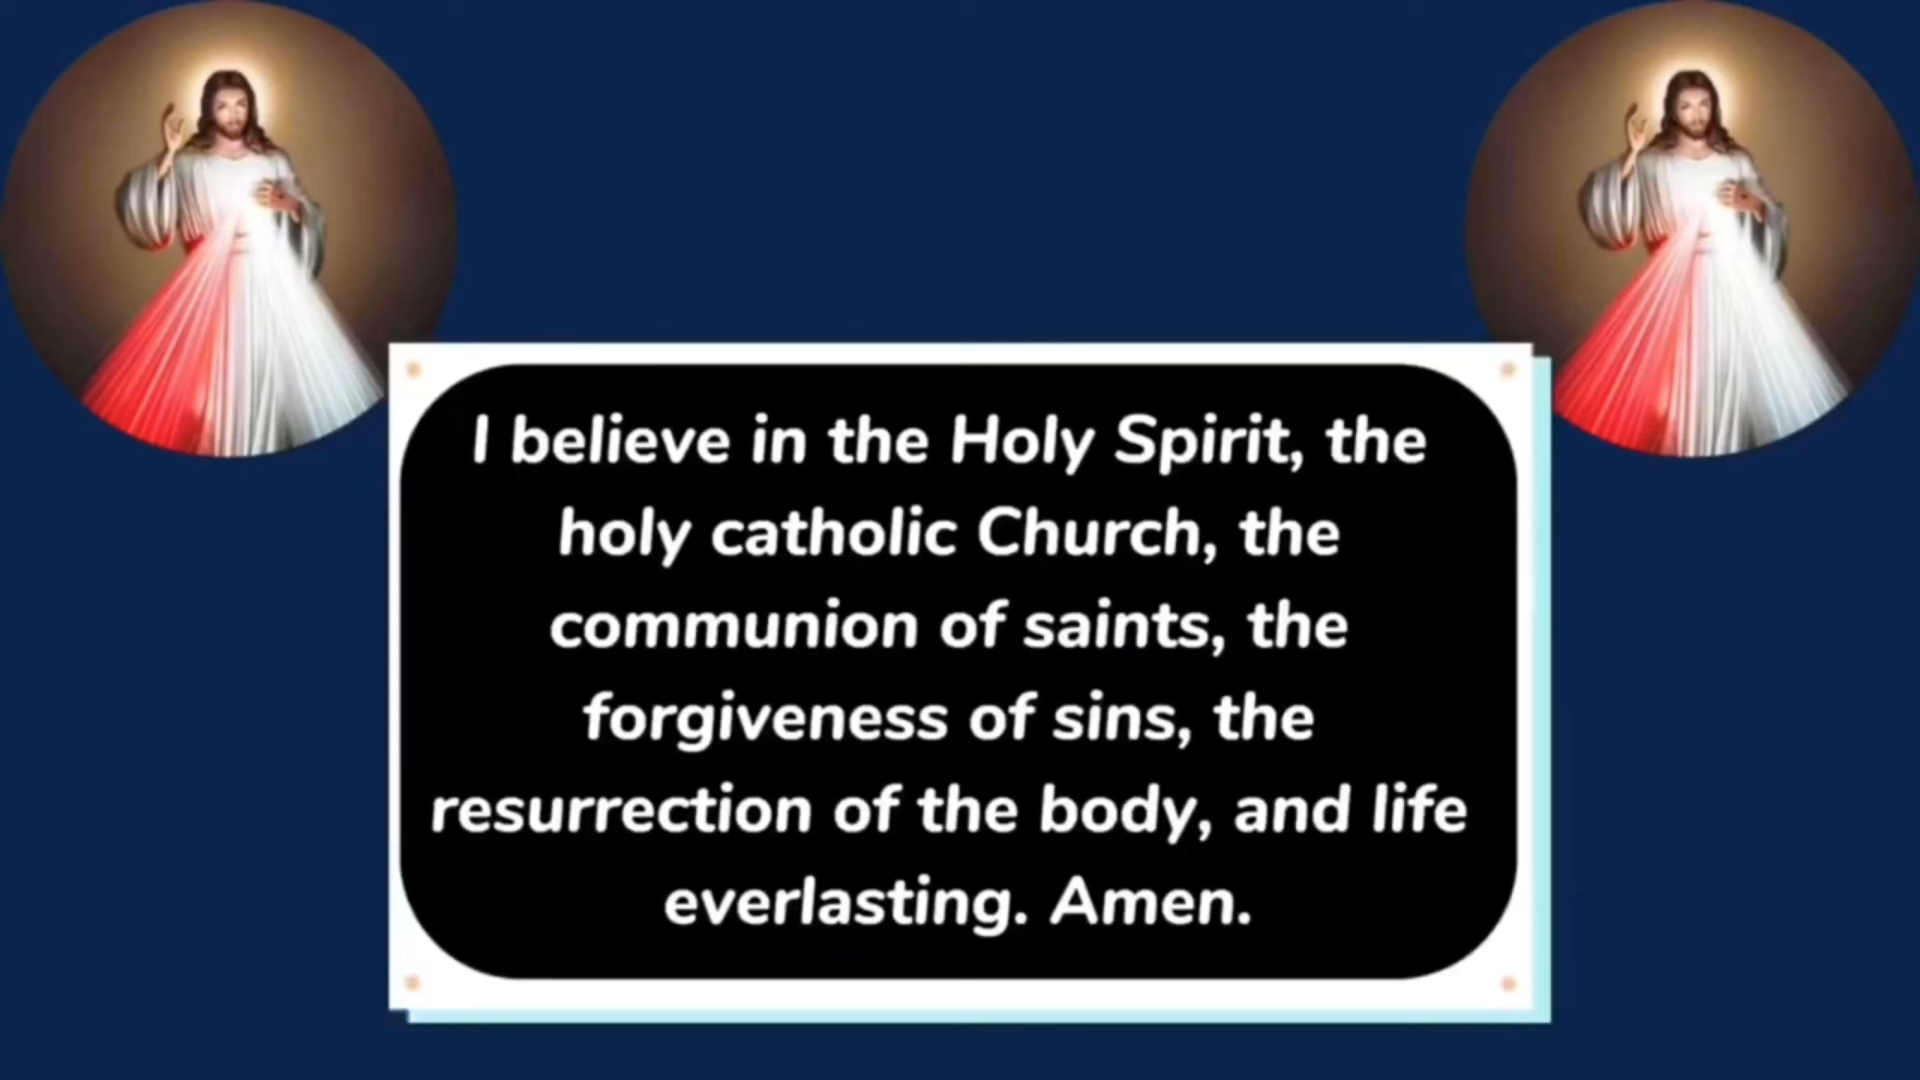 I believe in the Holy Spirit, the
holy catholic Church, the
communion of saints, the
forgiveness of sins, the
resurrection of the body, and life
everlasting. Amen.